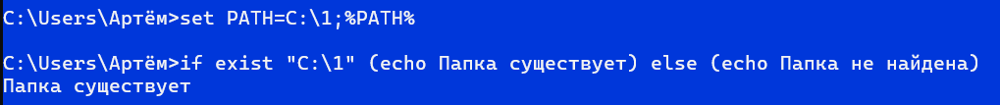 C:\Users\Артём>set PATH=C:\1;%PATH%
C:\Users\Артём>if exist "C:\1" (echo Папка существует) else (echo Папка не найдена)
Папка существует